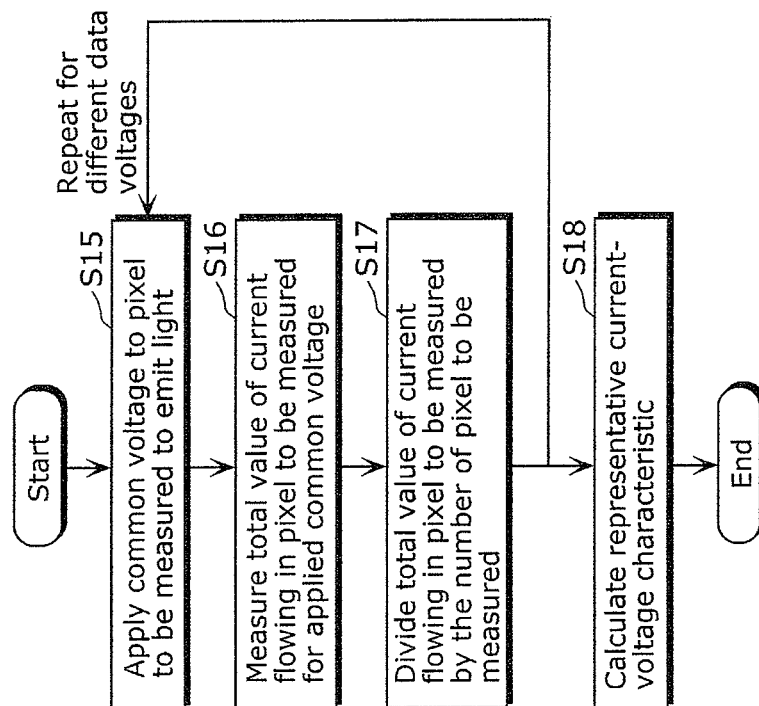 Start
S15
Apply common voltage to pixel
to be measured to emit light
Repeat for
different data
voltages
S16
Measure total value of current
flowing in pixel to be measured
for applied common voltage
S17
Divide total value of current
flowing in pixel to be measured
by the number of pixel to be
measured
S18
Calculate representative current-
voltage characteristic
End